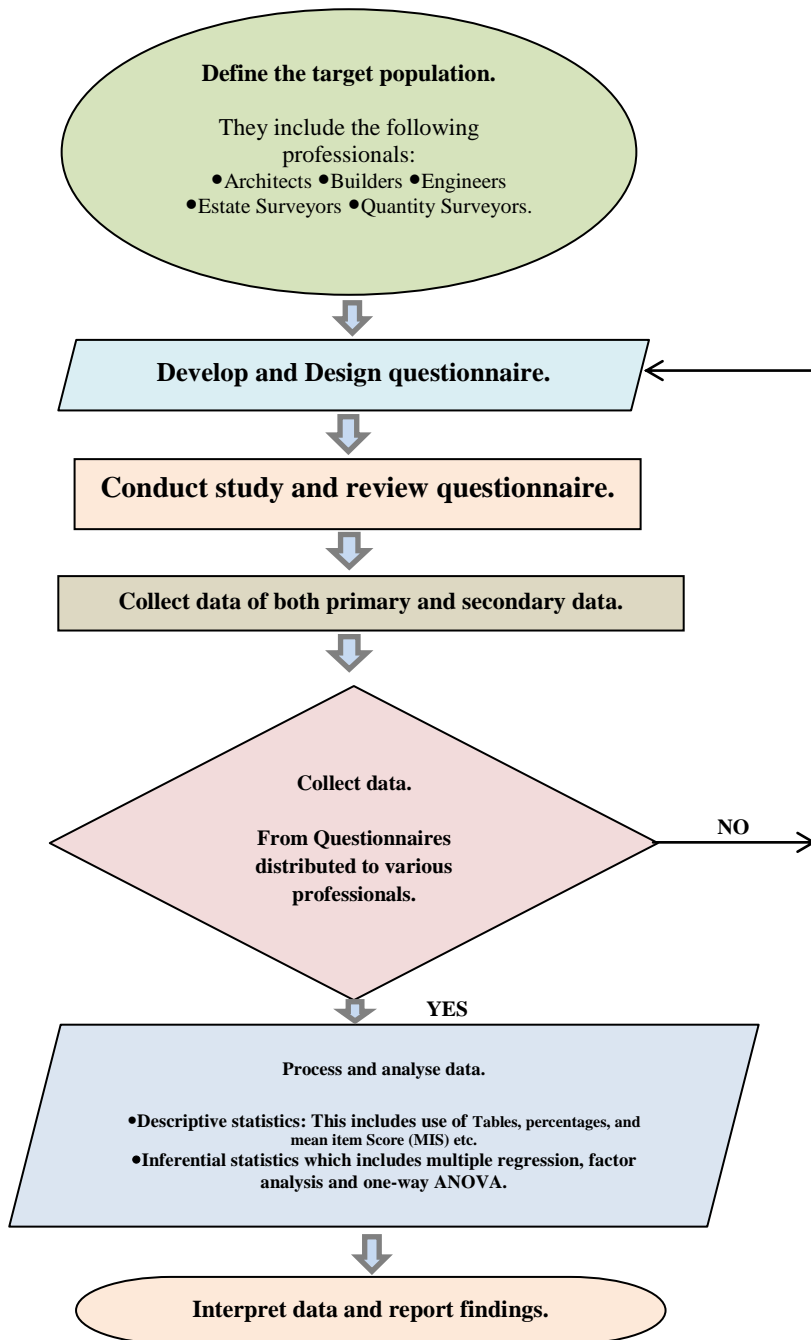 Define the target population.
They include the following
professionals:
●Architects ●Builders ●Engineers
●Estate Surveyors ●Quantity Surveyors.
Develop and Design questionnaire.
Conduct study and review questionnaire.
Collect data of both primary and secondary data.
Collect data.
From Questionnaires
distributed to various
professionals.
NO
YES
Process and analyse data.
●Descriptive statistics: This includes use of Tables, percentages, and
mean item Score (MIS) etc.
●Inferential statistics which includes multiple regression, factor
analysis and one-way ANOVA.
Interpret data and report findings.